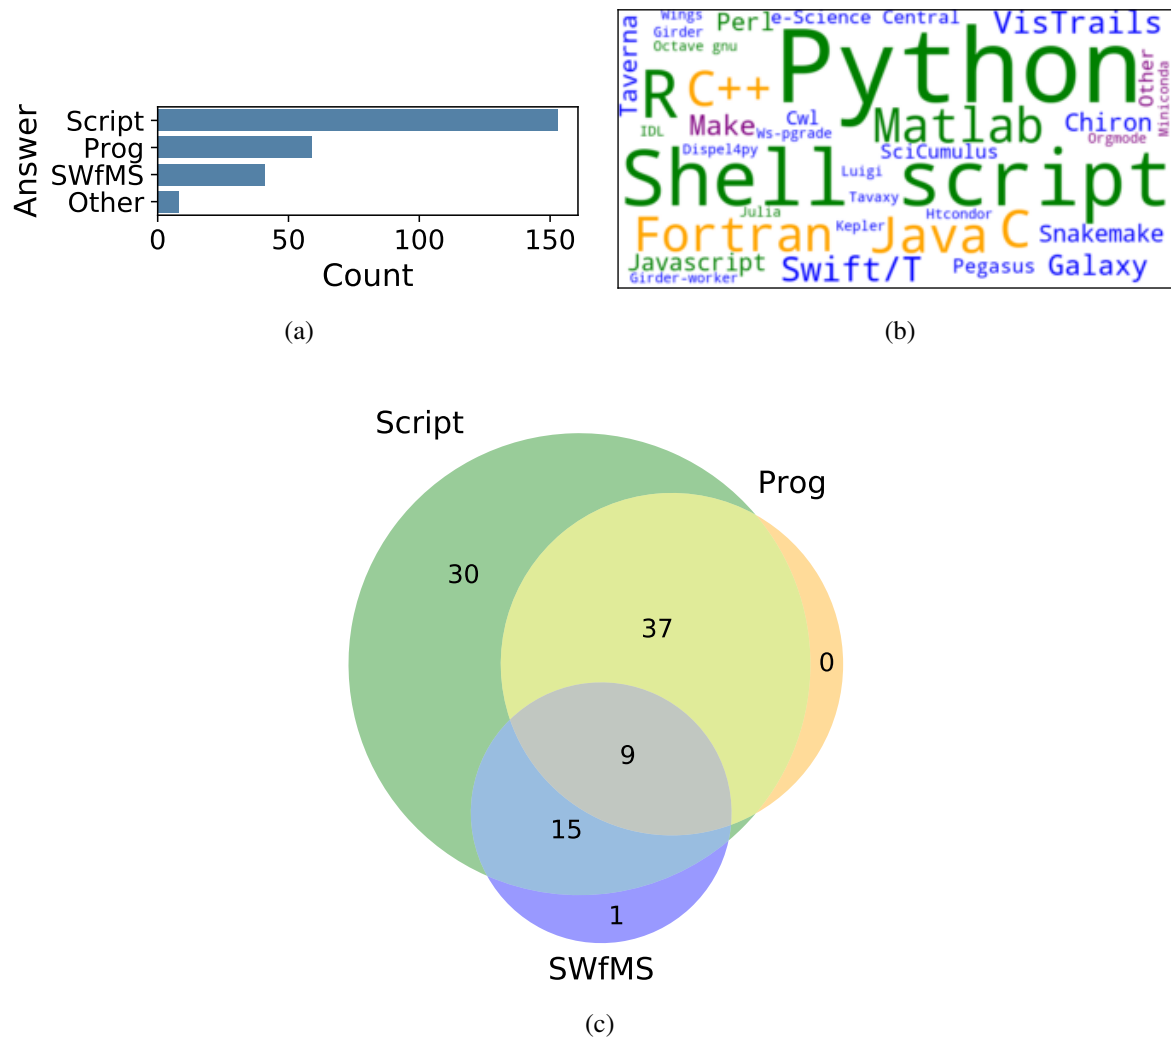 Answer
Script
Prog
SWfMS
Other
0 50 100 150
Count
(a)
Wings
Perl
e-Science Central
VisTrails
Taverna
Girder
Octave gnu
Python
Other
Miniconda
R
C++
IDL
Make
Cwl
Ws-pgrade
Matlab
Chiron
Orgmode
Dispel4py
SciCumulus
Shell script
Luigi
Tavaxy
Julia
Htcondor
Fortran
Kepler
Java
C
Snakemake
Javascript
Swift/T
Pegasus
Galaxy
Girder-worker
(b)
Script
Prog
30
37
0
9
15
1
SWfMS
(c)